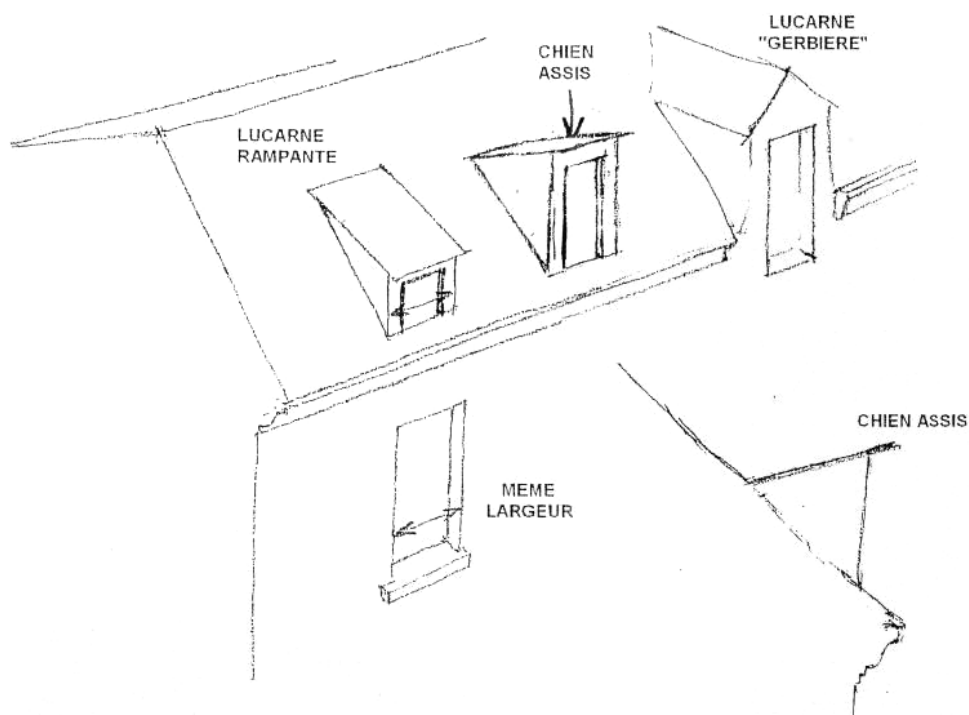 LUCARNE
"GERBIERE"
CHIEN
ASSIS
LUCARNE
RAMPANTE
CHIEN ASSIS
MEME
LARGEUR